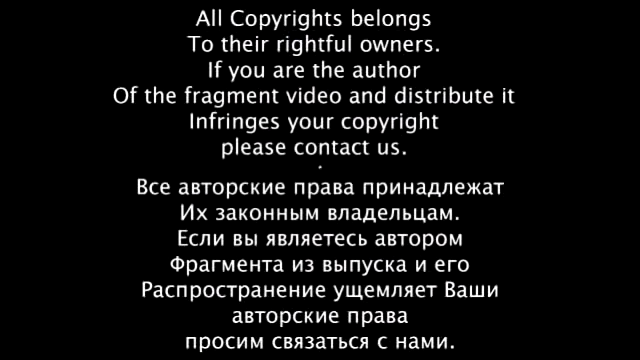 All Copyrights belongs
To their rightful owners.
If you are the author
Of the fragment video and distribute it
Infringes your copyright
please contact us.
.
Все авторские права принадлежат
Их законным владельцам.
Если вы являетесь автором
Фрагмента из выпуска и его
Распространение ущемляет Ваши
авторские права
просим связаться с нами.